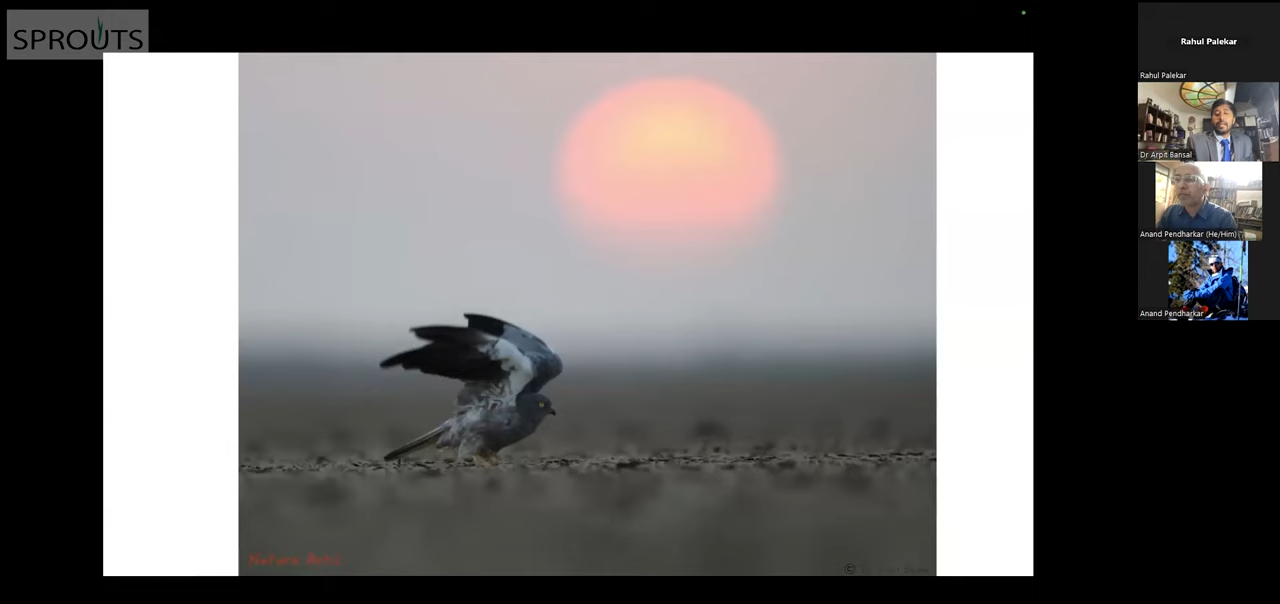 SPROUTS
Rahul Palekar
Rahul Palekar
Dr Arpit Bansal
Anand Pendharkar (He/Him)
Anand Pendharkar
©